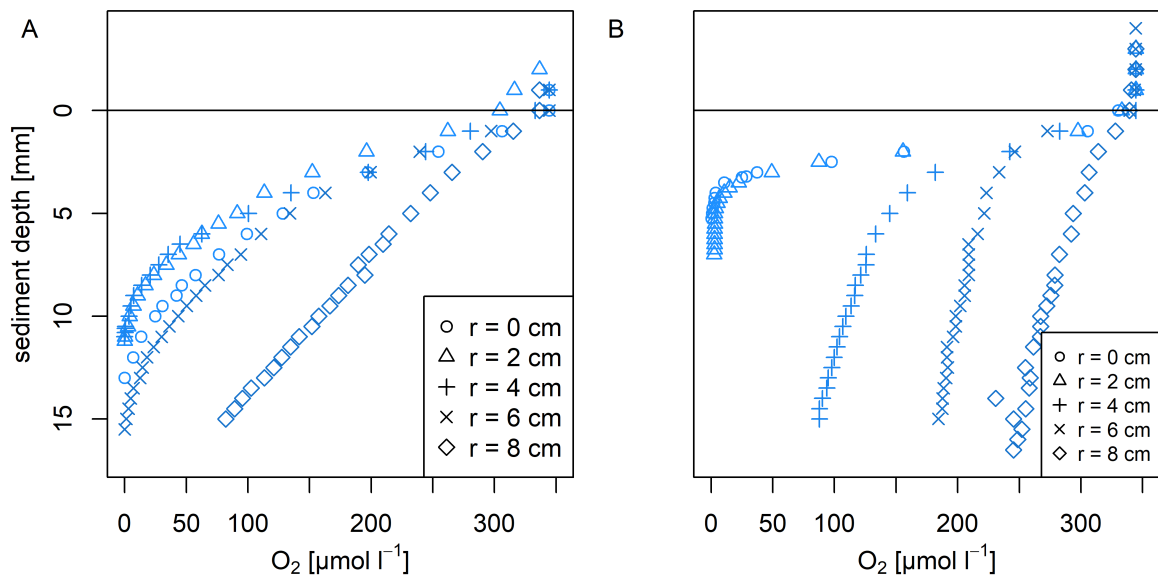 A
B
sediment depth [mm]
0
5
10
15
r = 0 cm
r = 2 cm
r = 4 cm
r = 6 cm
r = 8 cm
0 50 100 200 300
O₂ [µmol l⁻¹]
r = 0 cm
r = 2 cm
r = 4 cm
r = 6 cm
r = 8 cm
0 50 100 200 300
O₂ [µmol l⁻¹]